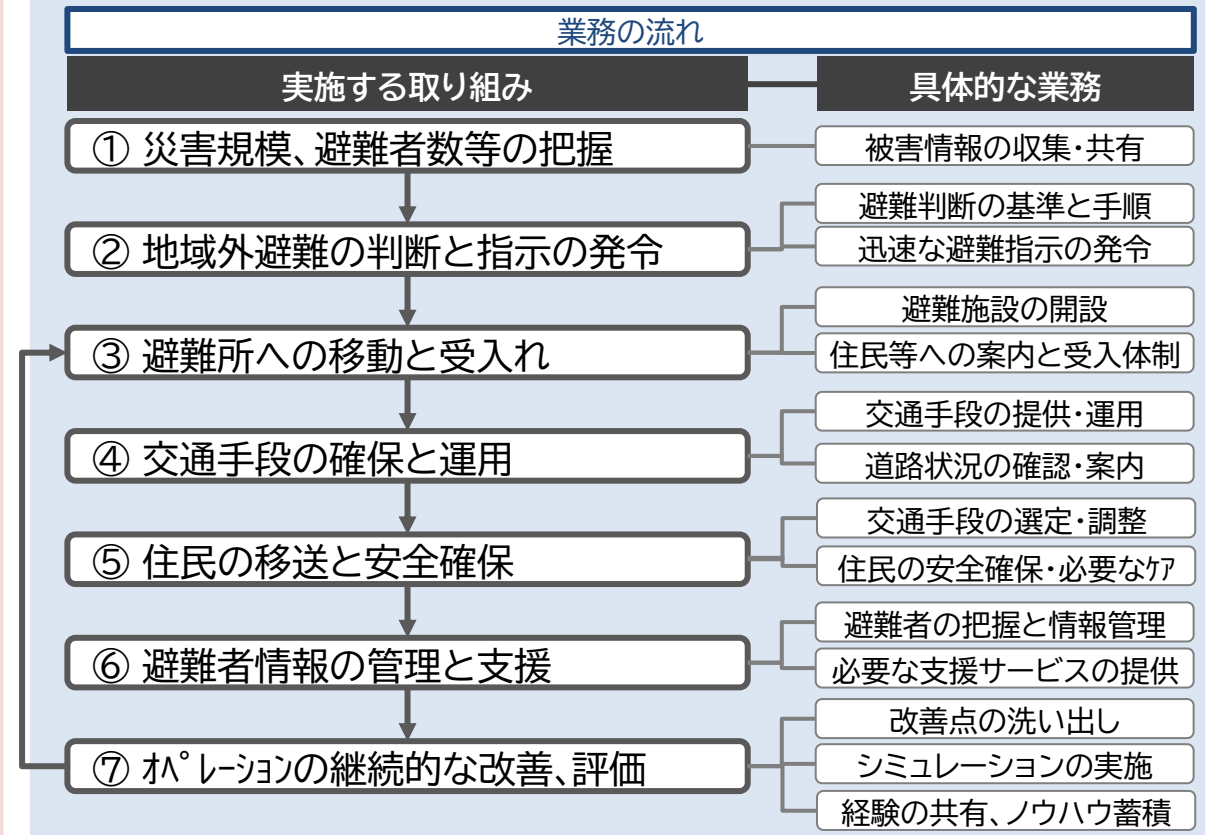 業務の流れ
実施する取り組み
具体的な業務
① 災害規模、避難者数等の把握
被害情報の収集・共有
② 地域外避難の判断と指示の発令
避難判断の基準と手順
迅速な避難指示の発令
③ 避難所への移動と受入れ
避難施設の開設
住民等への案内と受入体制
④ 交通手段の確保と運用
交通手段の提供・運用
道路状況の確認・案内
⑤ 住民の移送と安全確保
交通手段の選定・調整
住民の安全確保・必要なｹｱ
⑥ 避難者情報の管理と支援
避難者の把握と情報管理
必要な支援サービスの提供
⑦ ｵﾍﾟﾚｰｼｮﾝの継続的な改善、評価
改善点の洗い出し
シミュレーションの実施
経験の共有、ノウハウ蓄積